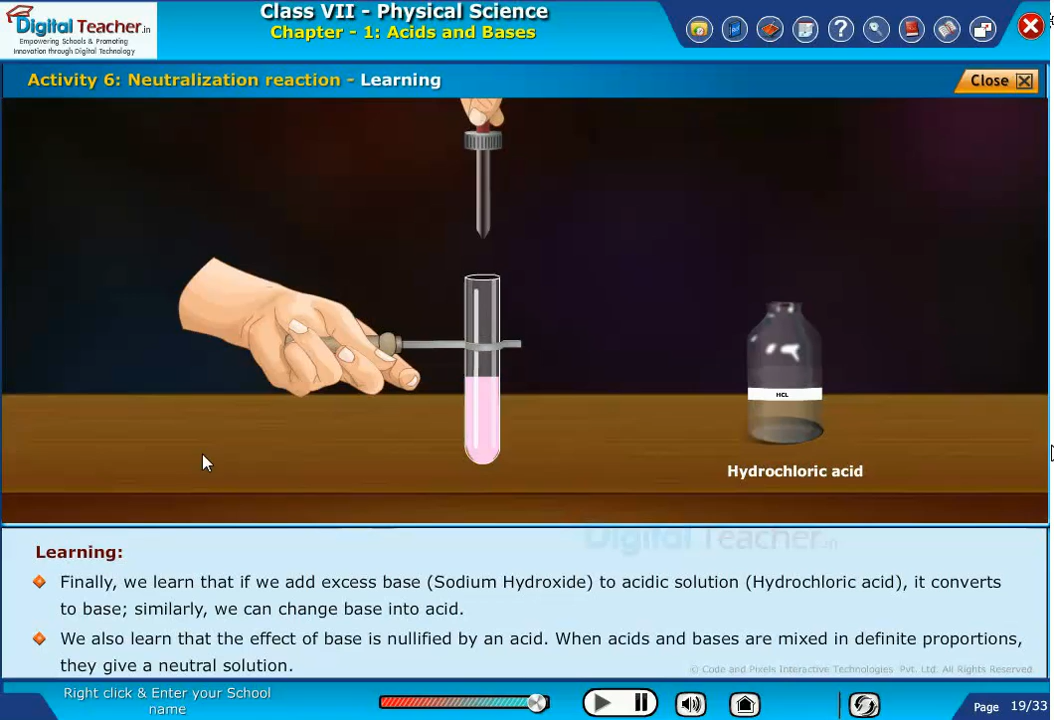 Digital Teacher.in
Empowering Schools & Promoting
Innovation through Digital Technology
Class VII - Physical Science
Chapter - 1: Acids and Bases
Activity 6: Neutralization reaction - Learning
Close
HCL
Hydrochloric acid
Digital Teacher.in
Learning:
Finally, we learn that if we add excess base (Sodium Hydroxide) to acidic solution (Hydrochloric acid), it converts
to base; similarly, we can change base into acid.
We also learn that the effect of base is nullified by an acid. When acids and bases are mixed in definite proportions,
they give a neutral solution.
© Code and Pixels Interactive Technologies. Pvt. Ltd. All Rights Reserved.
Right click & Enter your School
name
Page 19/33